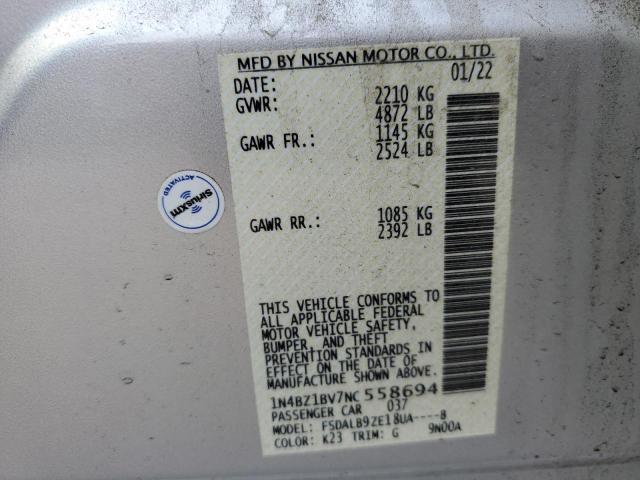 MFD BY NISSAN MOTOR CO., LTD.
DATE: 01/22
GVWR: 2210 KG
4872 LB
GAWR FR.: 1145 KG
2524 LB
GAWR RR.: 1085 KG
2392 LB
THIS VEHICLE CONFORMS TO
ALL APPLICABLE FEDERAL
MOTOR VEHICLE SAFETY,
BUMPER, AND THEFT
PREVENTION STANDARDS IN
EFFECT ON THE DATE OF
MANUFACTURE SHOWN ABOVE.
1N4BZ1BV7NC558694
PASSENGER CAR 037
MODEL: FSDALB9ZE18UA----B
COLOR: K23 TRIM: G 9N00A
SiriusXm
ACTIVATED